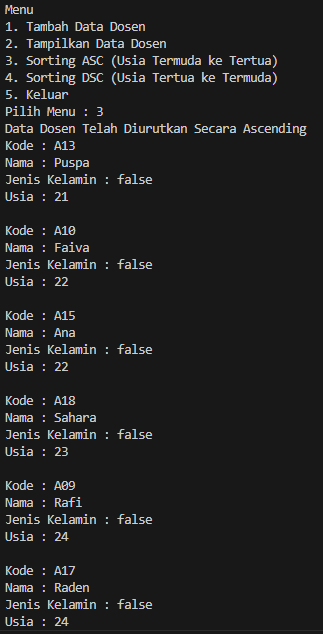 Menu
1. Tambah Data Dosen
2. Tampilkan Data Dosen
3. Sorting ASC (Usia Termuda ke Tertua)
4. Sorting DSC (Usia Tertua ke Termuda)
5. Keluar
Pilih Menu : 3
Data Dosen Telah Diurutkan Secara Ascending
Kode : A13
Nama : Puspa
Jenis Kelamin : false
Usia : 21

Kode : A10
Nama : Faiva
Jenis Kelamin : false
Usia : 22

Kode : A15
Nama : Ana
Jenis Kelamin : false
Usia : 22

Kode : A18
Nama : Sahara
Jenis Kelamin : false
Usia : 23

Kode : A09
Nama : Rafi
Jenis Kelamin : false
Usia : 24

Kode : A17
Nama : Raden
Jenis Kelamin : false
Usia : 24